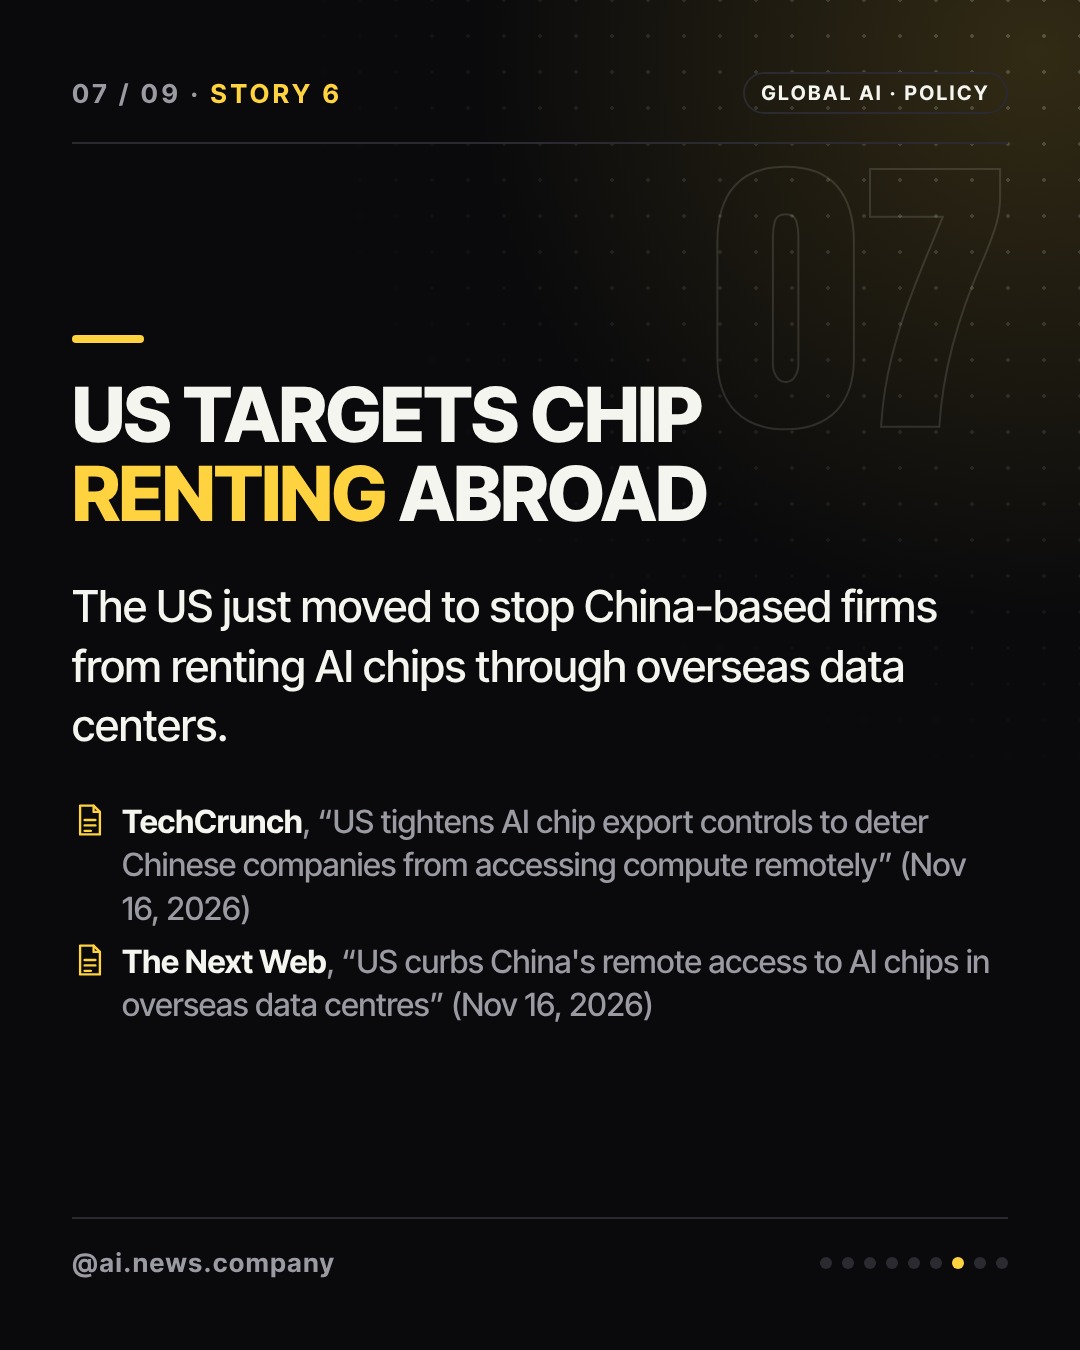 07 / 09 · STORY 6
GLOBAL AI · POLICY
07
US TARGETS CHIP
RENTING ABROAD
The US just moved to stop China-based firms
from renting AI chips through overseas data
centers.
TechCrunch, “US tightens AI chip export controls to deter
Chinese companies from accessing compute remotely” (Nov
16, 2026)
The Next Web, “US curbs China's remote access to AI chips in
overseas data centres” (Nov 16, 2026)
@ai.news.company